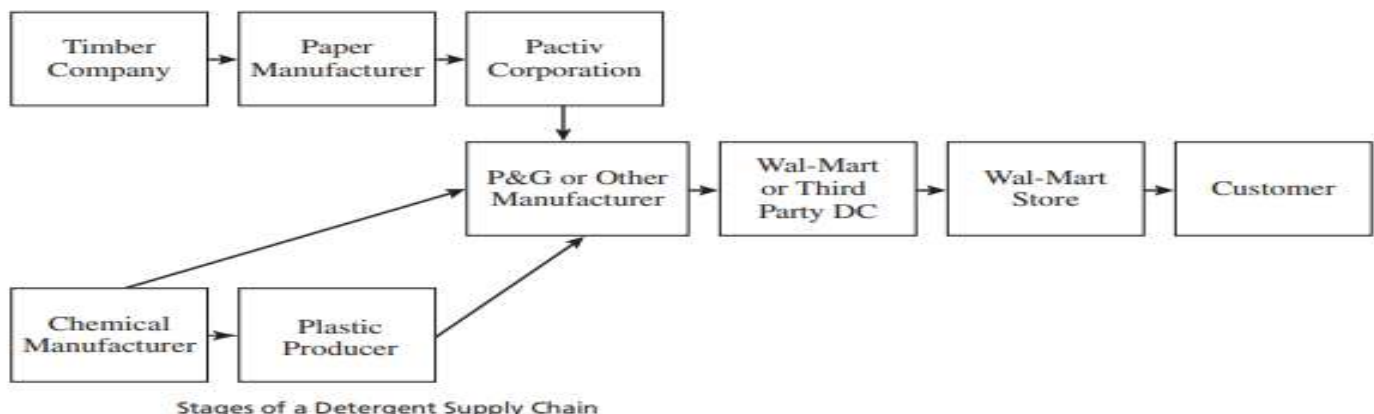 Timber
Company
Paper
Manufacturer
Pactiv
Corporation
P&G or Other
Manufacturer
Wal-Mart
or Third
Party DC
Wal-Mart
Store
Customer
Chemical
Manufacturer
Plastic
Producer
Stages of a Detergent Supply Chain